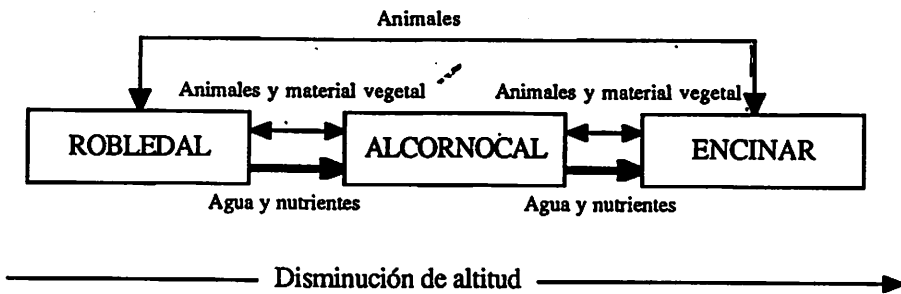 Animales
Animales y material vegetal
Animales y material vegetal
ROBLEDAL
ALCORNOCAL
ENCINAR
Agua y nutrientes
Agua y nutrientes
Disminución de altitud